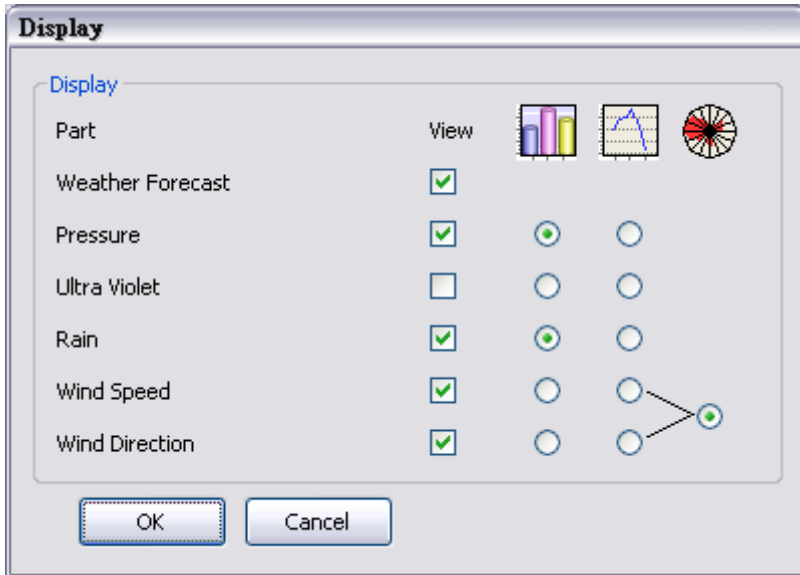 Display
Display
Part View
Weather Forecast
Pressure
Ultra Violet
Rain
Wind Speed
Wind Direction
OK Cancel